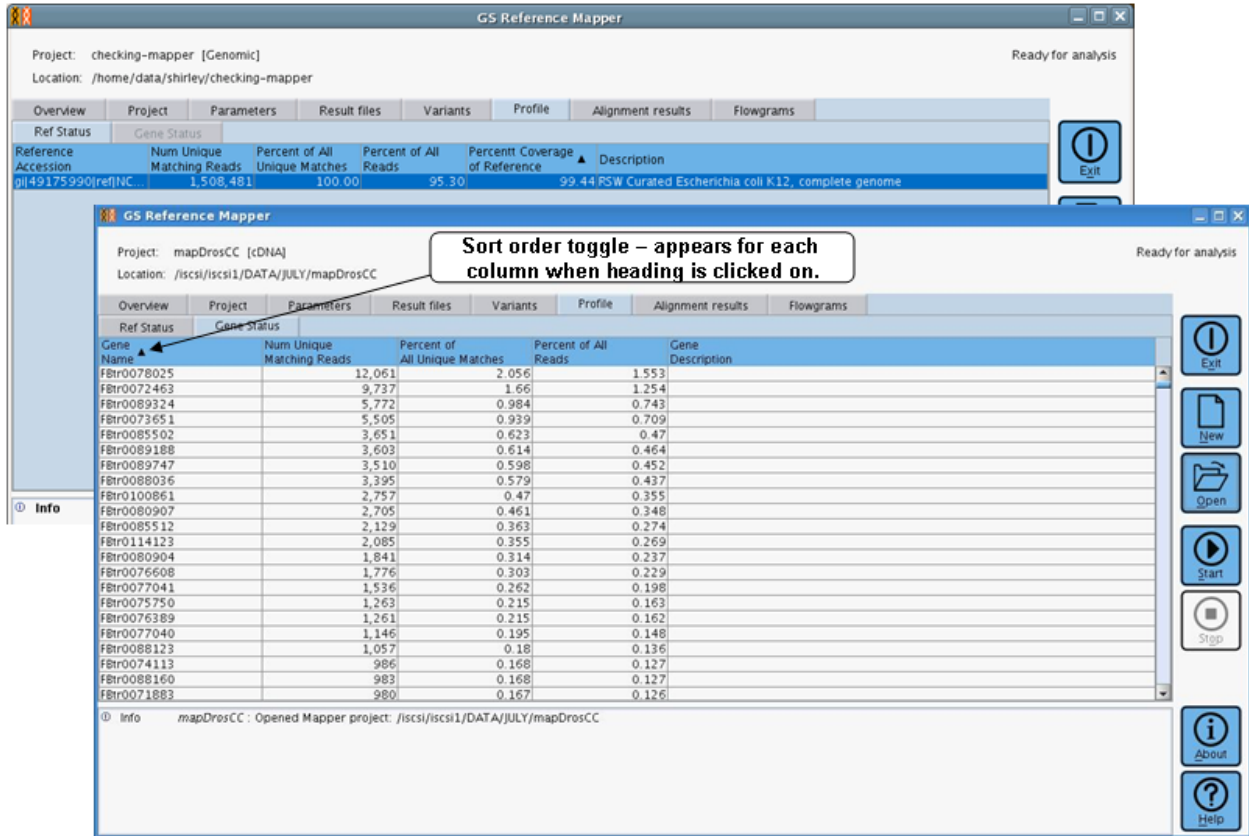 GS Reference Mapper
Project: checking-mapper [Genomic]
Ready for analysis
Location: /home/data/shirley/checking-mapper
Overview Project Parameters Result files Variants Profile Alignment results Flowgrams
Ref Status Gene Status
Reference Accession Num Unique Matching Reads Percent of All Unique Matches Percent of All Reads Percentt Coverage of Reference Description
gi|49175990|ref|NC... 1,508,481 100.00 95.30 99.44 RSW Curated Escherichia coli K12, complete genome
Exit
Info
GS Reference Mapper
Project: mapDrosCC [cDNA]
Ready for analysis
Location: /iscsi/iscsi1/DATA/JULY/mapDrosCC
Sort order toggle – appears for each
column when heading is clicked on.
Overview Project Parameters Result files Variants Profile Alignment results Flowgrams
Ref Status Gene Status
Gene Name Num Unique Matching Reads Percent of All Unique Matches Percent of All Reads Gene Description
FBtr0078025 12,061 2.056 1.553
FBtr0072463 9,737 1.66 1.254
FBtr0089324 5,772 0.984 0.743
FBtr0073651 5,505 0.939 0.709
FBtr0085502 3,651 0.623 0.47
FBtr0089188 3,603 0.614 0.464
FBtr0089747 3,510 0.598 0.452
FBtr0088036 3,395 0.579 0.437
FBtr0100861 2,757 0.47 0.355
FBtr0080907 2,705 0.461 0.348
FBtr0085512 2,129 0.363 0.274
FBtr0114123 2,085 0.355 0.269
FBtr0080904 1,841 0.314 0.237
FBtr0076608 1,776 0.303 0.229
FBtr0077041 1,536 0.262 0.198
FBtr0075750 1,263 0.215 0.163
FBtr0076389 1,261 0.215 0.162
FBtr0077040 1,146 0.195 0.148
FBtr0088123 1,057 0.18 0.136
FBtr0074113 986 0.168 0.127
FBtr0088160 983 0.168 0.127
FBtr0071883 980 0.167 0.126
Exit
New
Open
Start
Stop
About
Help
Info mapDrosCC : Opened Mapper project: /iscsi/iscsi1/DATA/JULY/mapDrosCC